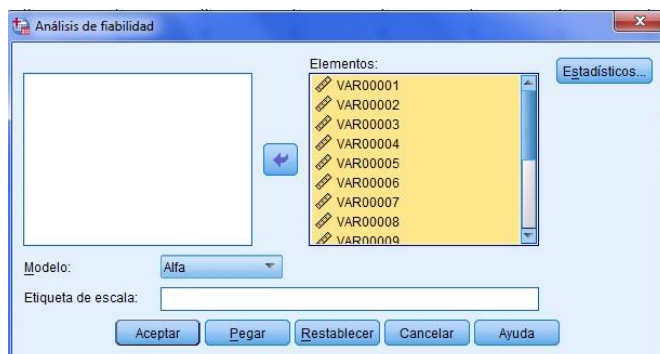 Análisis de fiabilidad
Elementos:
VAR00001
VAR00002
VAR00003
VAR00004
VAR00005
VAR00006
VAR00007
VAR00008
VAR00009
Estadísticos...
Modelo:
Alfa
Etiqueta de escala:
Aceptar Pegar Restablecer Cancelar Ayuda